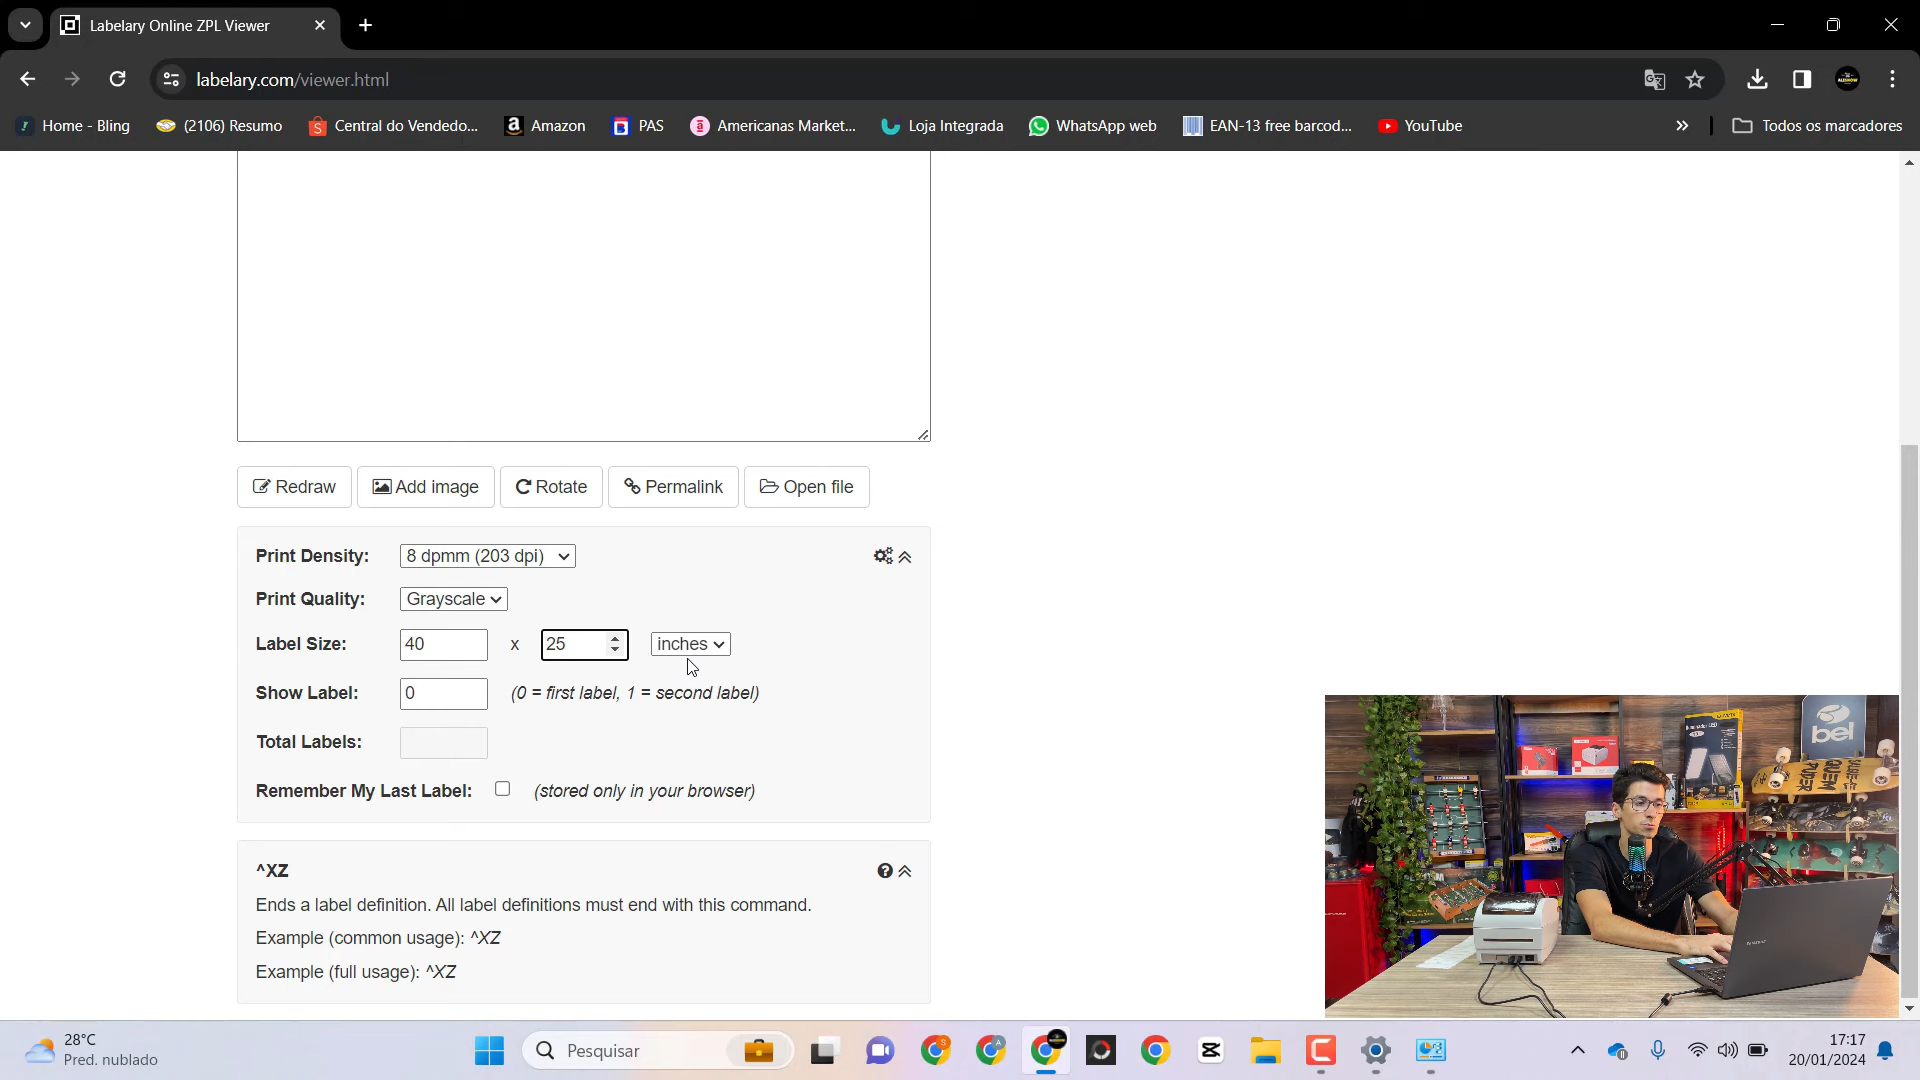 Labelary Online ZPL Viewer
labelary.com/viewer.html
Home - Bling
(2106) Resumo
Central do Vendedo...
Amazon
PAS
Americanas Market...
Loja Integrada
WhatsApp web
EAN-13 free barcod...
YouTube
Todos os marcadores
Redraw
Add image
Rotate
Permalink
Open file
Print Density: 8 dpmm (203 dpi)
Print Quality: Grayscale
Label Size: 40 x 25 inches
Show Label: 0 (0 = first label, 1 = second label)
Total Labels:
Remember My Last Label: (stored only in your browser)
^XZ
Ends a label definition. All label definitions must end with this command.
Example (common usage): ^XZ
Example (full usage): ^XZ
bel
28°C
Pred. nublado
Pesquisar
17:17
20/01/2024